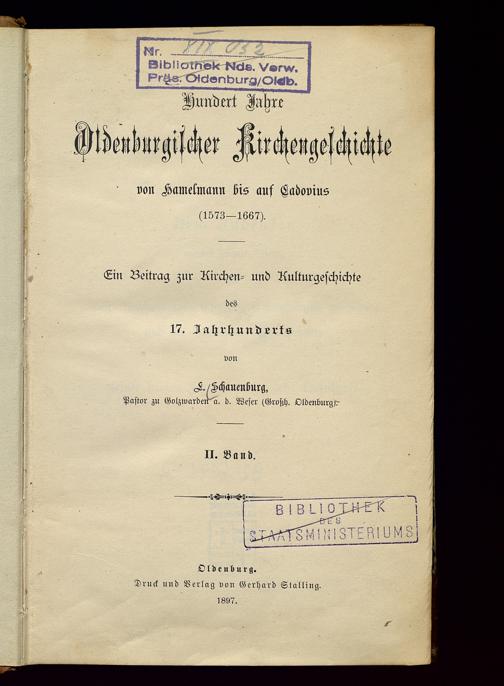 Nr. XIX 032
Bibliothek Nds. Verw.
Präs. Oldenburg/Oldb.
Hundert Jahre
Oldenburgischer Kirchengeschichte
von Hamelmann bis auf Cadovius
(1573—1667).
Ein Beitrag zur Kirchen- und Kulturgeschichte
des
17. Jahrhunderts
von
L. Schauenburg,
Pastor zu Golzwarden a. d. Weser (Großh. Oldenburg).
II. Band.
BIBLIOTHEK
DES
STAATSMINISTERIUMS
Oldenburg.
Druck und Verlag von Gerhard Stalling.
1897.